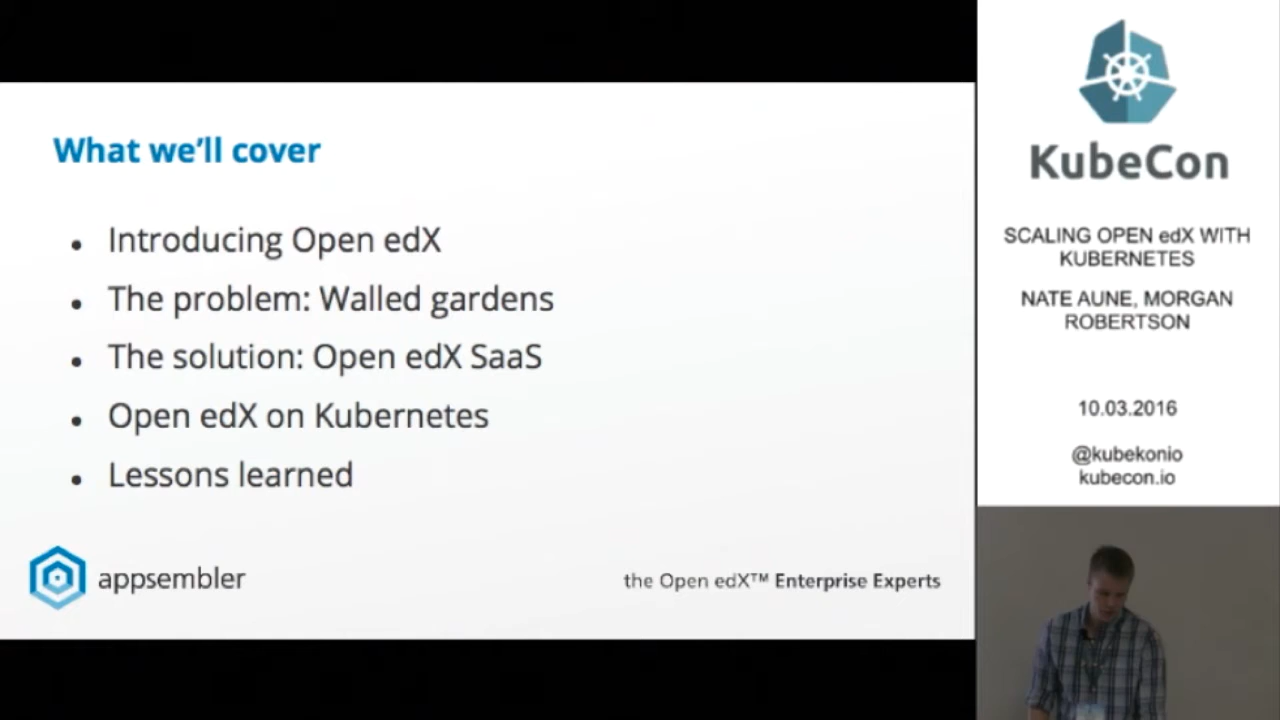 What we'll cover
• Introducing Open edX
• The problem: Walled gardens
• The solution: Open edX SaaS
• Open edX on Kubernetes
• Lessons learned
appsembler
the Open edX™ Enterprise Experts
KubeCon
SCALING OPEN edX WITH
KUBERNETES
NATE AUNE, MORGAN
ROBERTSON
10.03.2016
@kubekonio
kubecon.io